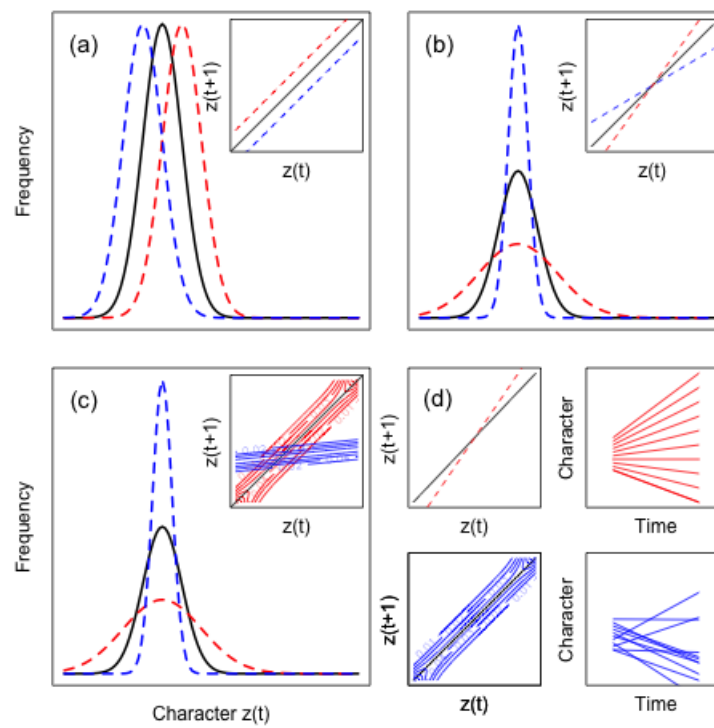 (a)
z(t+1)
z(t)
Frequency
(b)
z(t+1)
z(t)
(c)
z(t+1)
z(t)
Frequency
Character z(t)
(d)
z(t+1)
z(t)
Character
Time
z(t+1)
z(t)
Character
Time